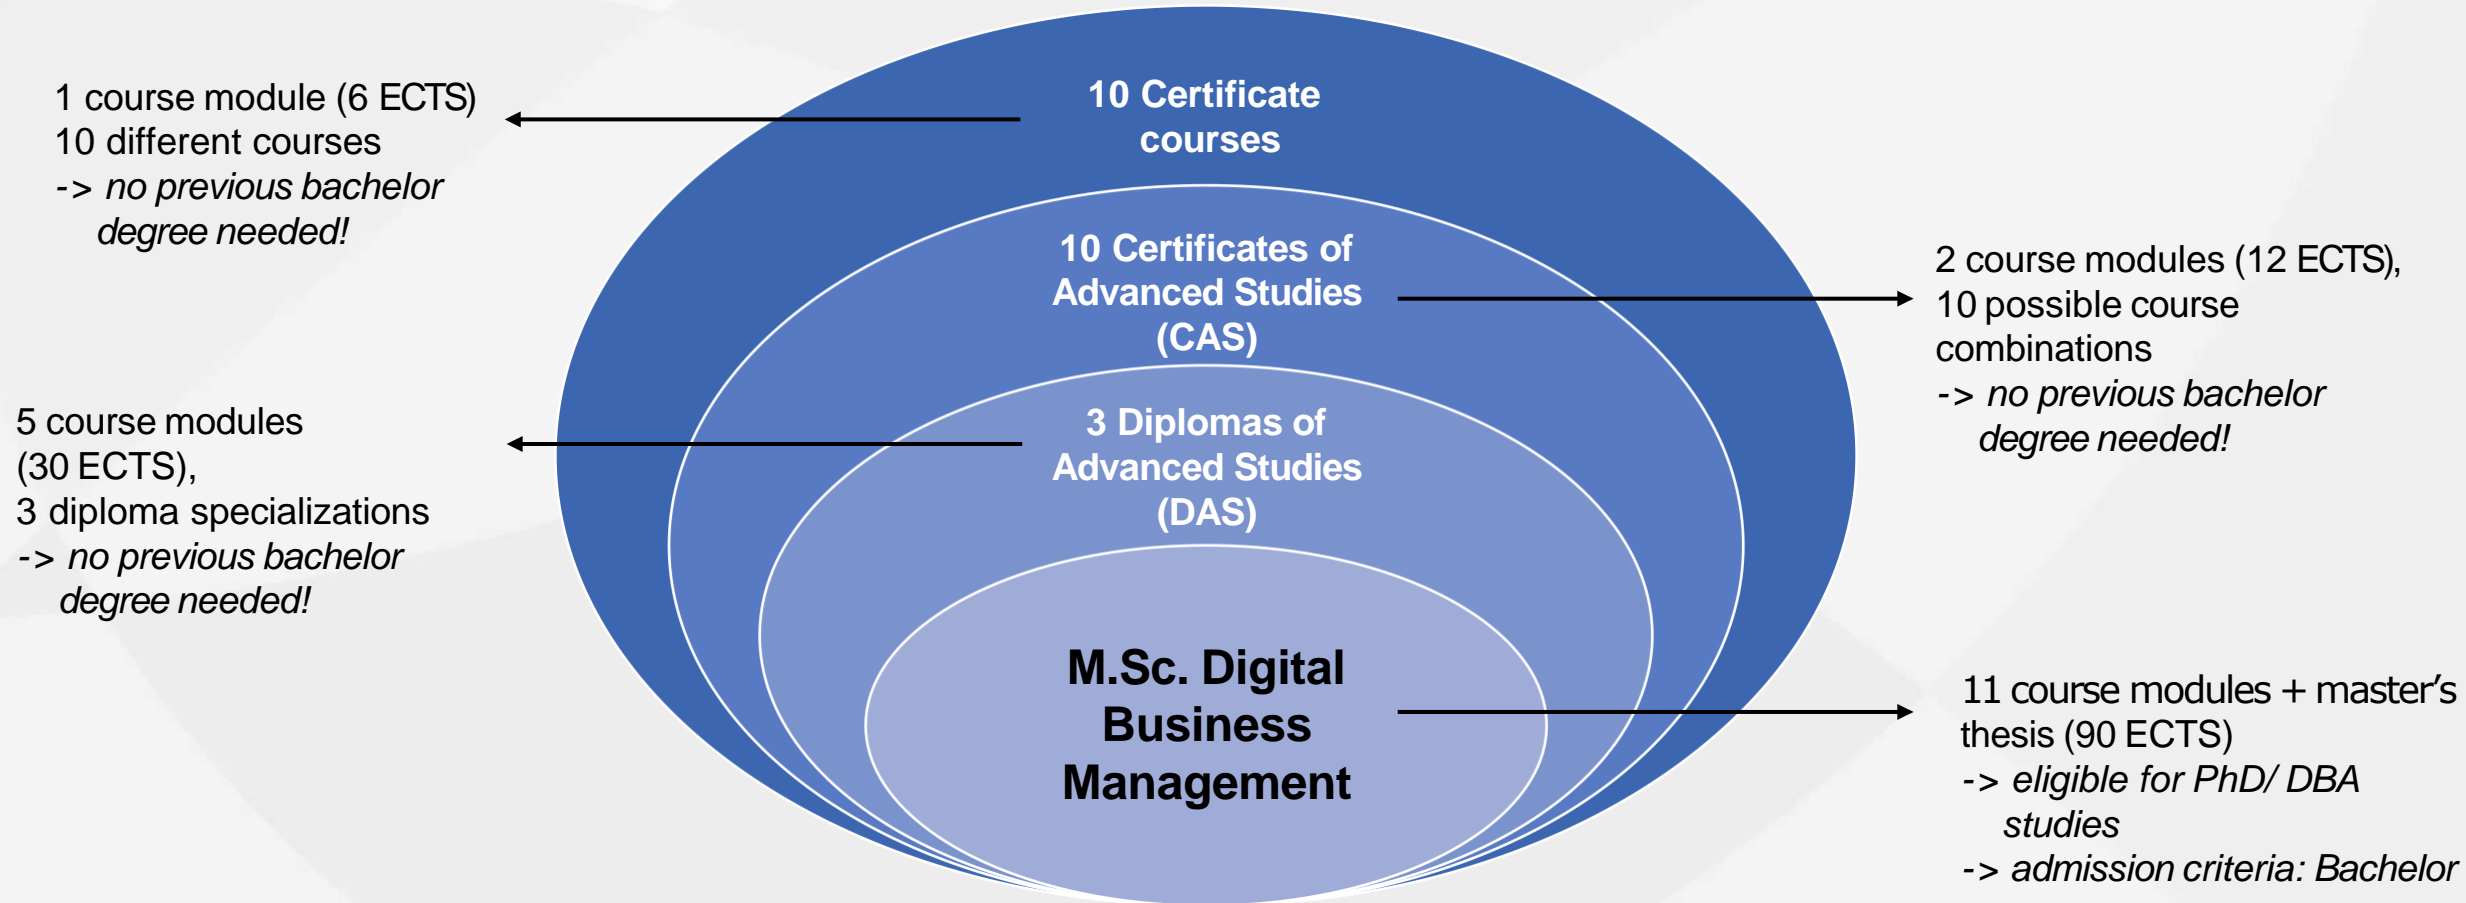 1 course module (6 ECTS)
10 different courses
-> no previous bachelor
degree needed!
10 Certificate
courses
10 Certificates of
Advanced Studies
(CAS)
2 course modules (12 ECTS),
10 possible course
combinations
-> no previous bachelor
degree needed!
5 course modules
(30 ECTS),
3 diploma specializations
-> no previous bachelor
degree needed!
3 Diplomas of
Advanced Studies
(DAS)
M.Sc. Digital
Business
Management
11 course modules + master’s
thesis (90 ECTS)
-> eligible for PhD/ DBA
studies
-> admission criteria: Bachelor